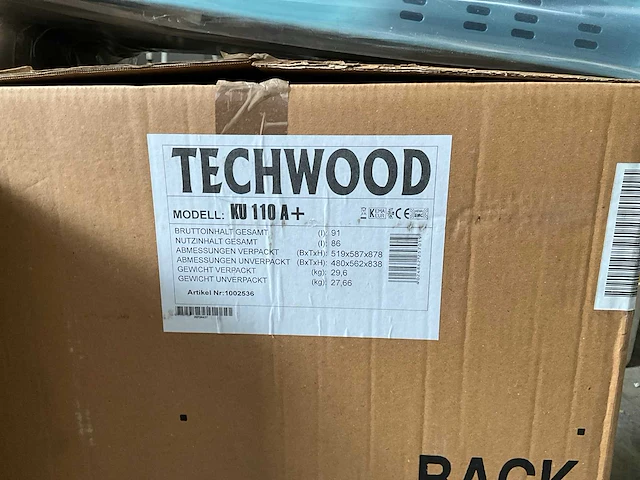 TECHWOOD
MODELL: KU 110 A+
BRUTTOINHALT GESAMT (l): 91
NUTZINHALT GESAMT (l): 86
ABMESSUNGEN VERPACKT (BxTxH): 519x587x878
ABMESSUNGEN UNVERPACKT (BxTxH): 480x562x838
GEWICHT VERPACKT (kg): 29,6
GEWICHT UNVERPACKT (kg): 27,66
Artikel Nr:1002536
BACK